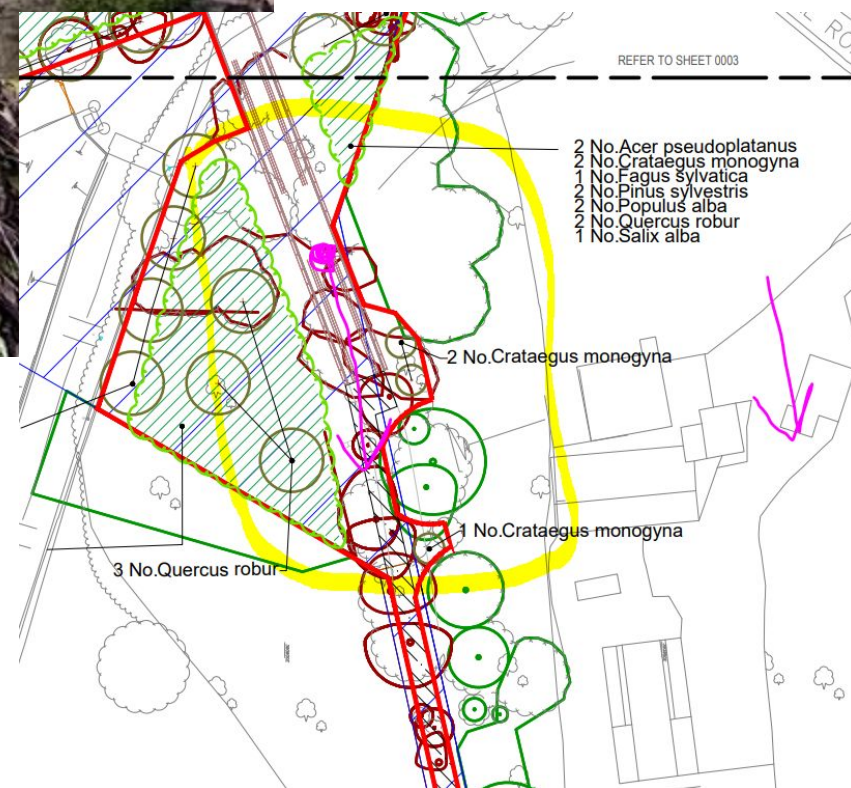 REFER TO SHEET 0003
2 No.Acer pseudoplatanus
2 No.Crataegus monogyna
1 No.Fagus sylvatica
2 No.Pinus sylvestris
2 No.Populus alba
2 No.Quercus robur
1 No.Salix alba
2 No.Crataegus monogyna
1 No.Crataegus monogyna
3 No.Quercus robur